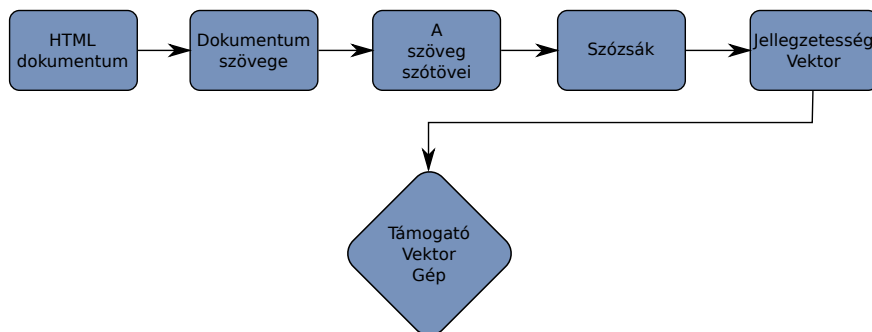 HTML
dokumentum
Dokumentum
szövege
A
szöveg
szótövei
Szózsák
Jellegzetesség
Vektor
Támogató
Vektor
Gép